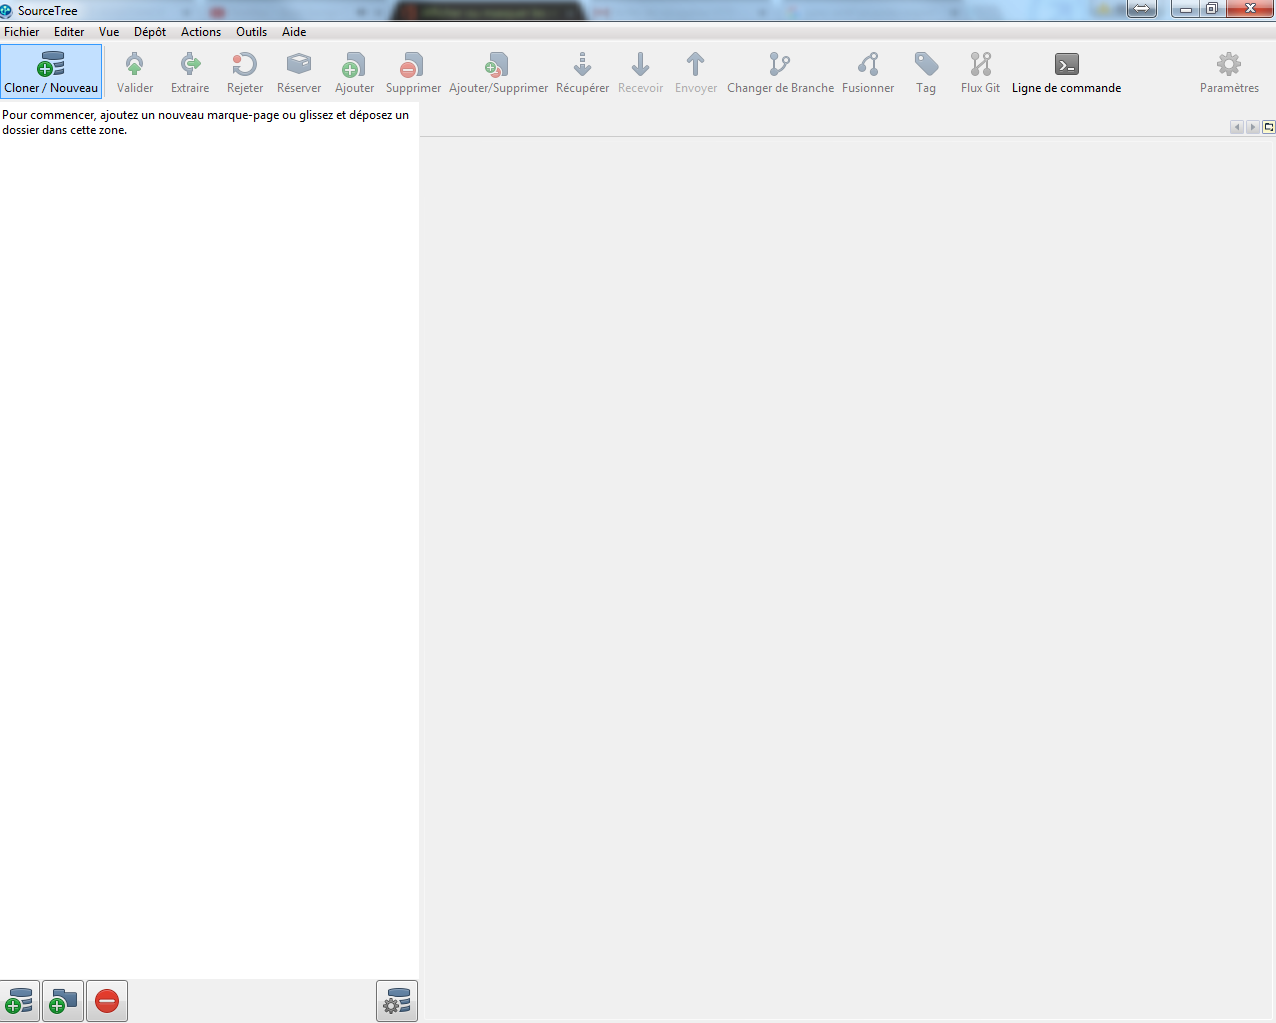 SourceTree
Fichier Editer Vue Dépôt Actions Outils Aide
Cloner / Nouveau Valider Extraire Rejeter Réserver Ajouter Supprimer Ajouter/Supprimer Récupérer Recevoir Envoyer Changer de Branche Fusionner Tag Flux Git Ligne de commande Paramètres
Pour commencer, ajoutez un nouveau marque-page ou glissez et déposez un
dossier dans cette zone.